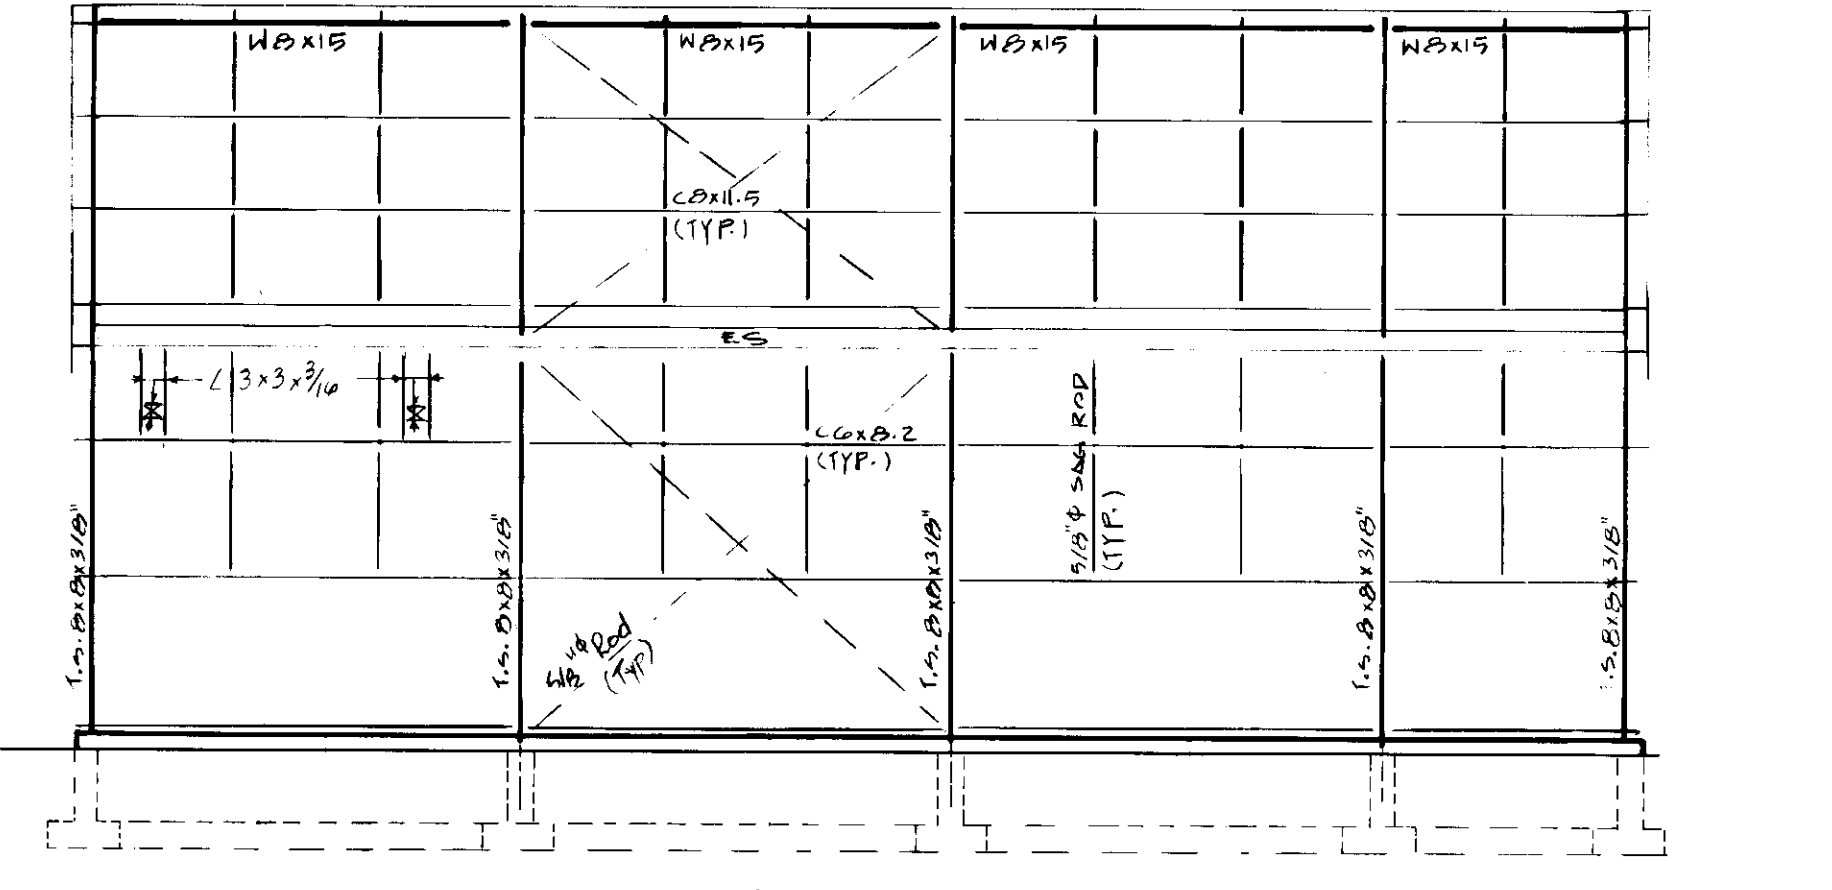 W8x15
W8x15
W8x15
W8x15
C8x11.5
(TYP.)
E.S
L 3x3x3/16
C6x8.2
(TYP.)
5/8"Φ SAG ROD
(TYP.)
T.S. 8x8x3/8"
T.S. 8x8x3/8"
T.S. 8x8x3/8"
T.S. 8x8x3/8"
T.S. 8x8x3/8"
"Φ Rod
(TYP)